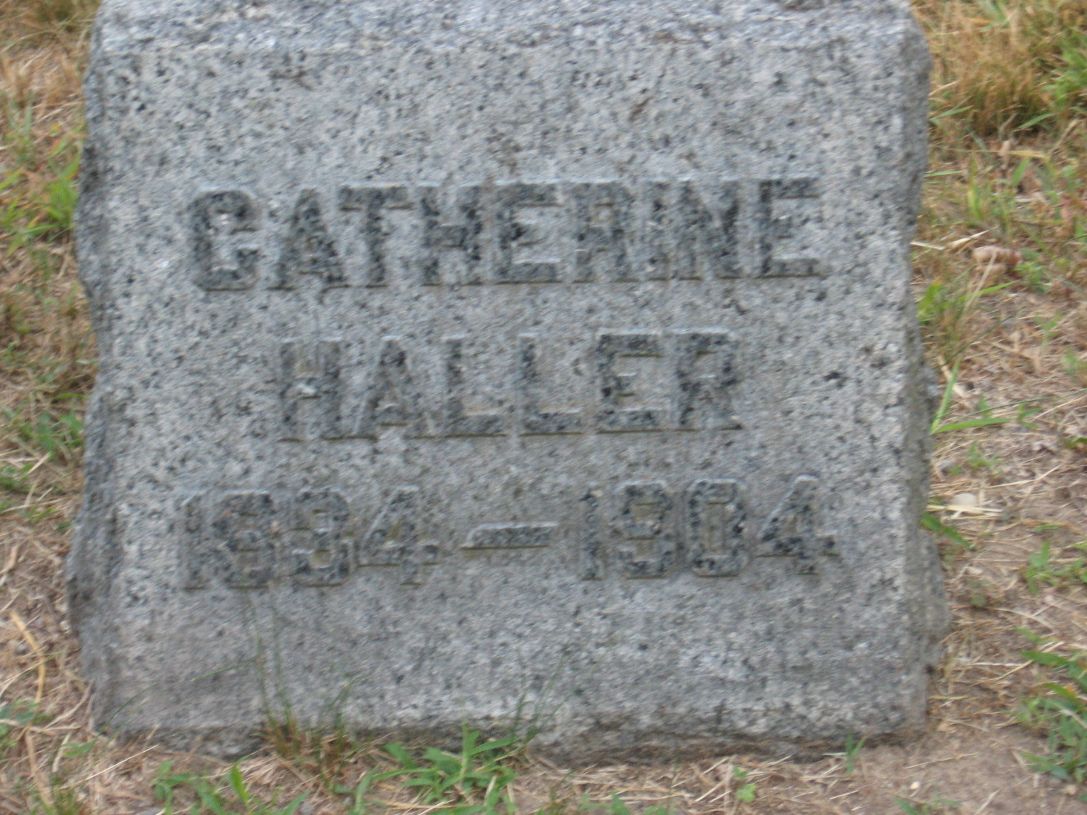 CATHERINE
HALLER
1834 — 1904